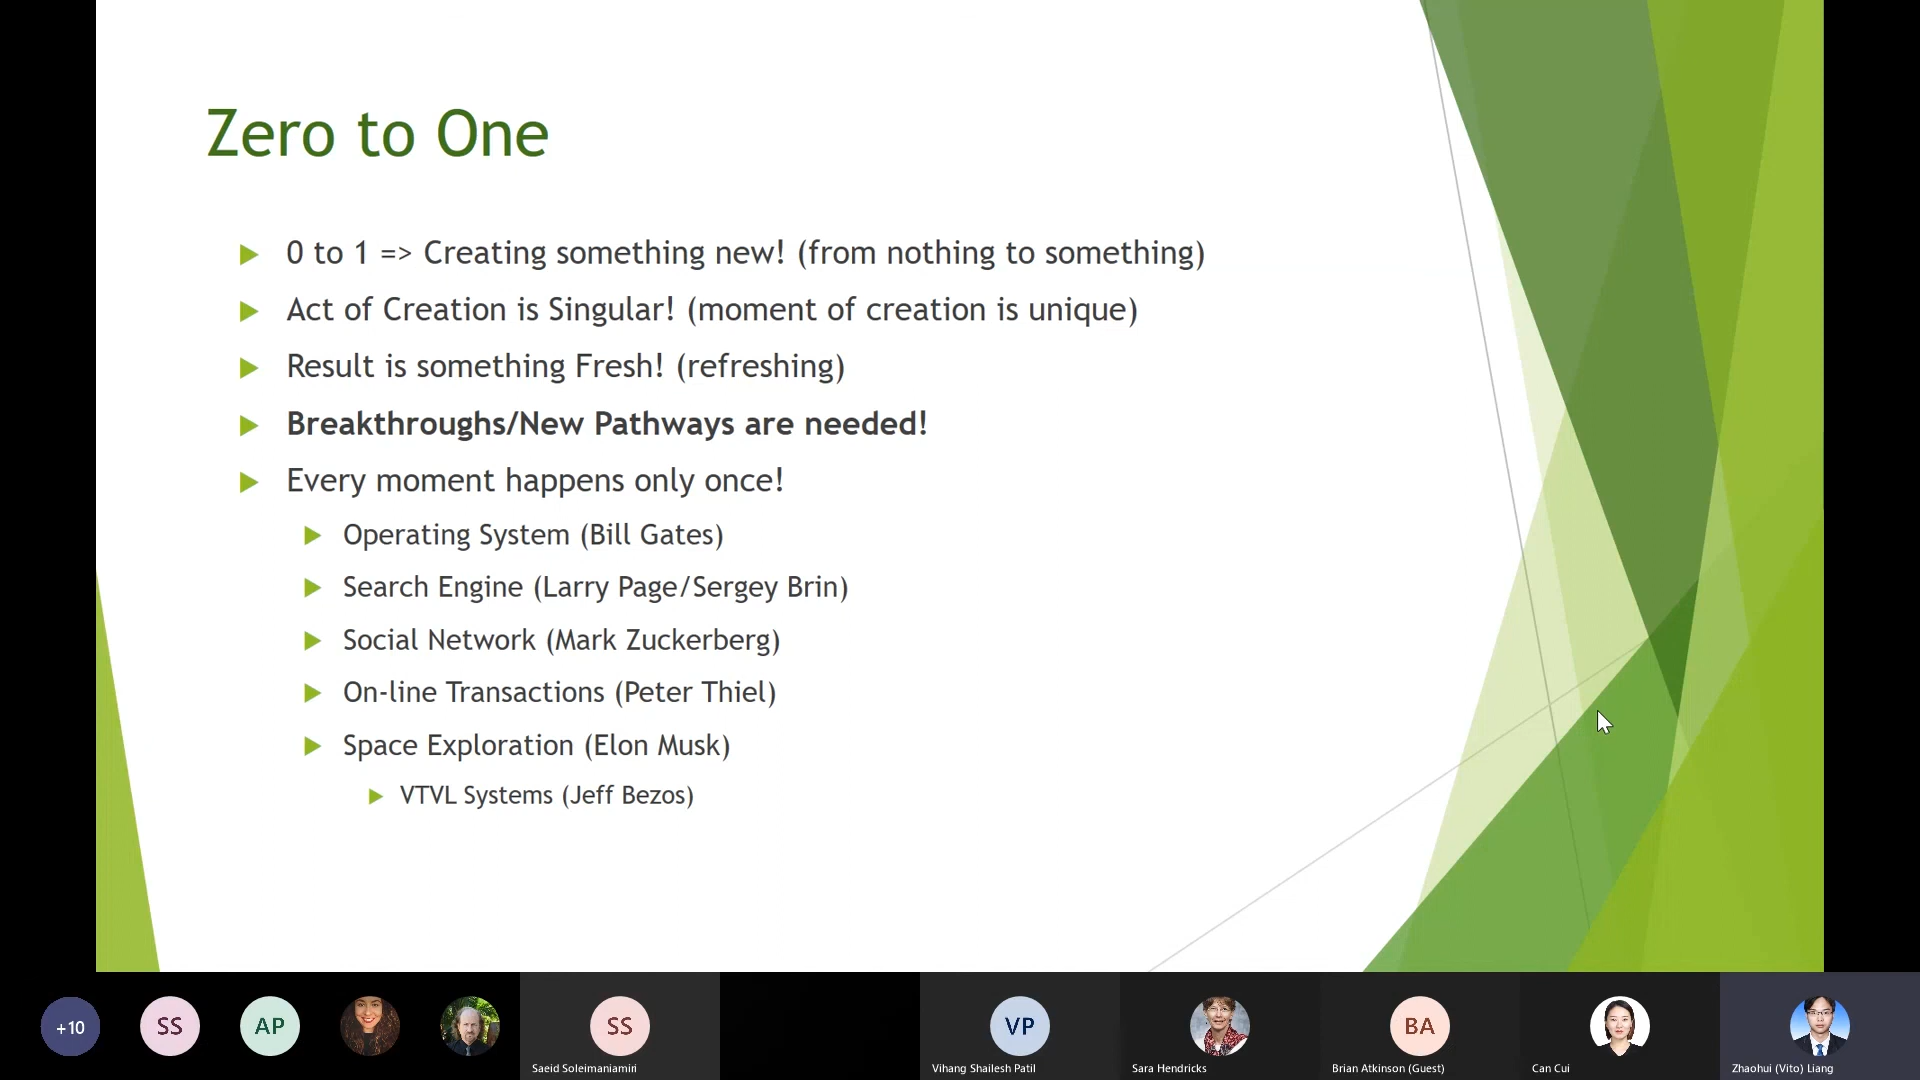 Zero to One
0 to 1 => Creating something new! (from nothing to something)
Act of Creation is Singular! (moment of creation is unique)
Result is something Fresh! (refreshing)
Breakthroughs/New Pathways are needed!
Every moment happens only once!
Operating System (Bill Gates)
Search Engine (Larry Page/Sergey Brin)
Social Network (Mark Zuckerberg)
On-line Transactions (Peter Thiel)
Space Exploration (Elon Musk)
VTVL Systems (Jeff Bezos)
+10
SS
AP
SS
VP
BA
Saeid Soleimaniamiri
Vihang Shailesh Patil
Sara Hendricks
Brian Atkinson (Guest)
Can Cui
Zhaohui (Vito) Liang